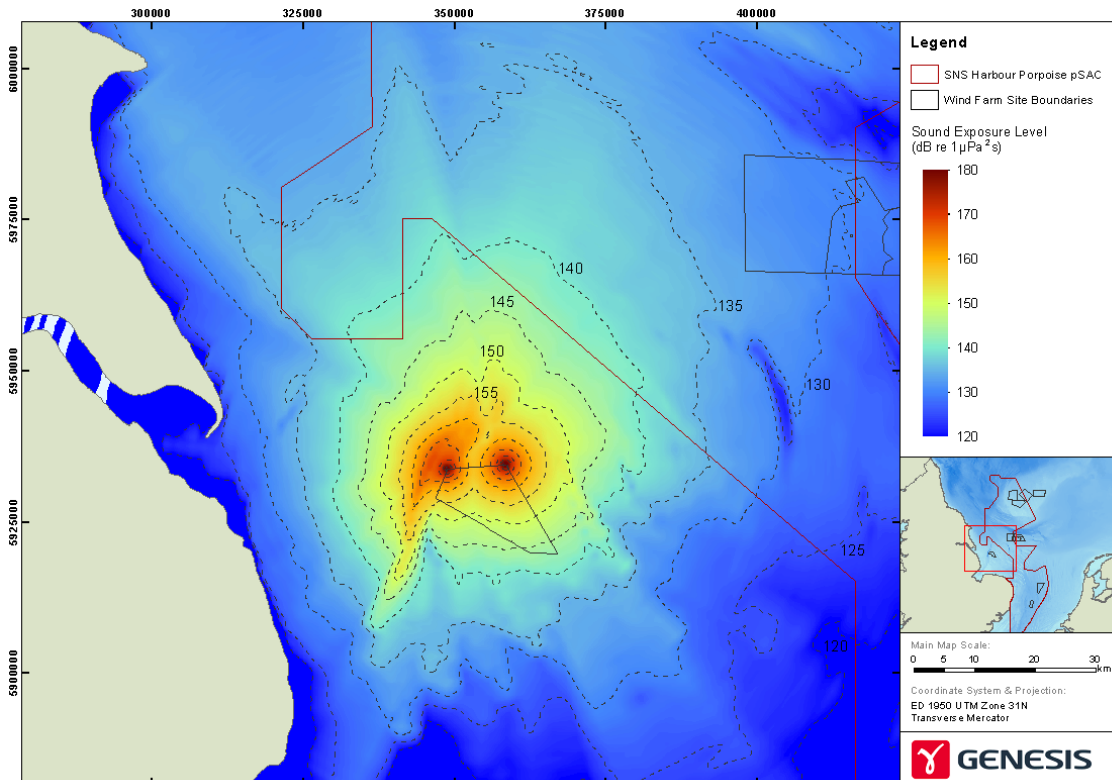 300000 325000 350000 375000 400000
6000000
5975000
5950000
5925000
5900000
140
145
135
150
130
155
125
120
Legend
SNS Harbour Porpoise pSAC
Wind Farm Site Boundaries
Sound Exposure Level
(dB re 1µPa²s)
180
170
160
150
140
130
120
Main Map Scale:
0 5 10 20 30
km
Coordinate System & Projection:
ED 1950 UTM Zone 31N
Transverse Mercator
GENESIS